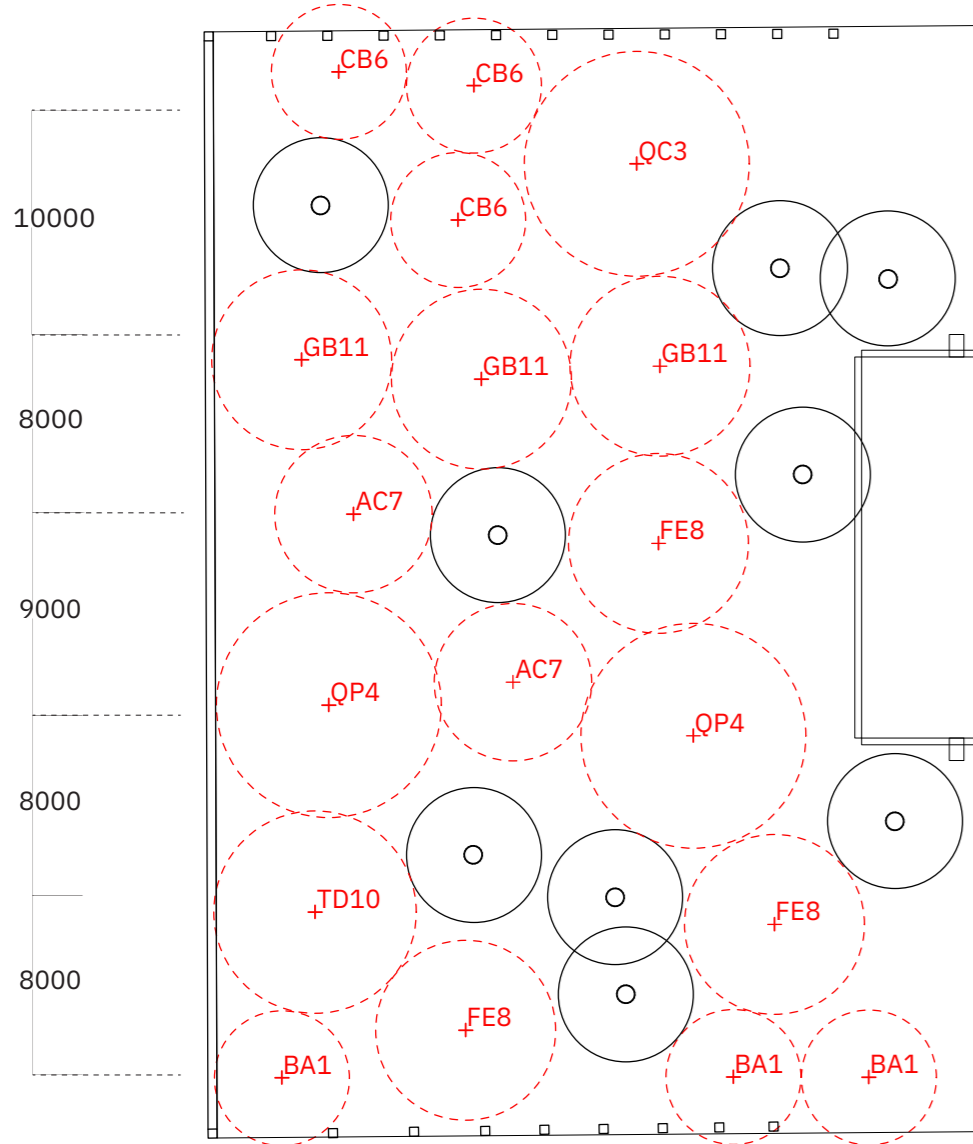 CB6
CB6
QC3
CB6
10000
GB11
GB11
GB11
8000
AC7
FE8
9000
AC7
QP4
QP4
8000
TD10
FE8
8000
FE8
BA1
BA1
BA1